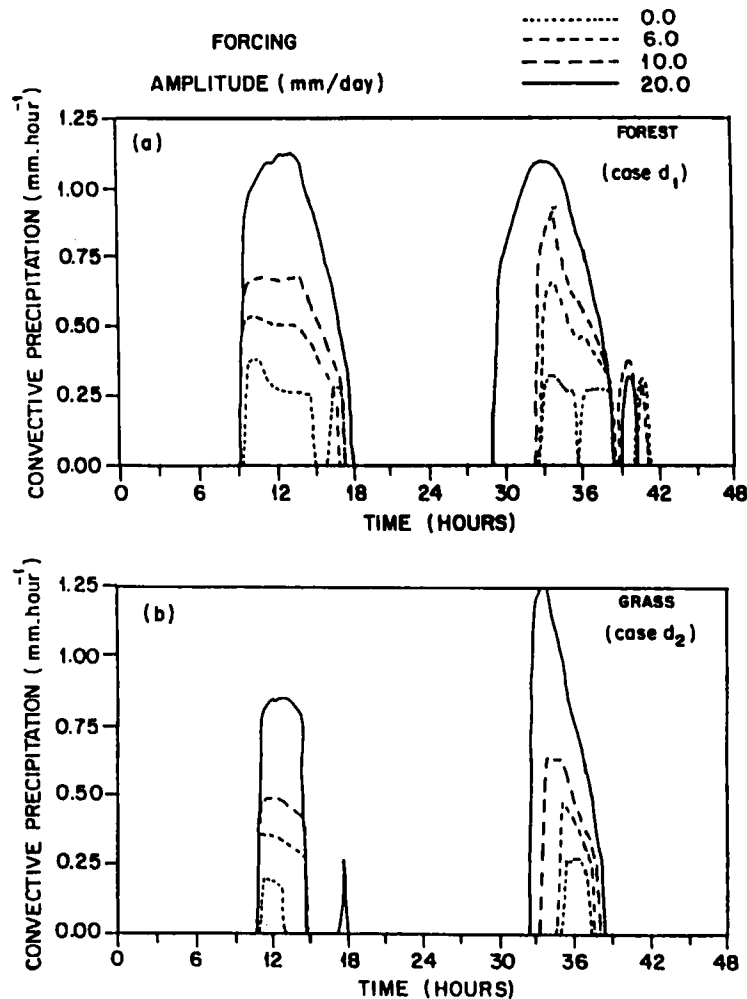 FORCING
AMPLITUDE (mm/day)
0.0
6.0
10.0
20.0
CONVECTIVE PRECIPITATION (mm.hour⁻¹)
1.25
1.00
0.75
0.50
0.25
0.00
(a)
FOREST
(case d₁)
0 6 12 18 24 30 36 42 48
TIME (HOURS)
CONVECTIVE PRECIPITATION (mm.hour⁻¹)
1.25
1.00
0.75
0.50
0.25
0.00
(b)
GRASS
(case d₂)
0 6 12 18 24 30 36 42 48
TIME (HOURS)